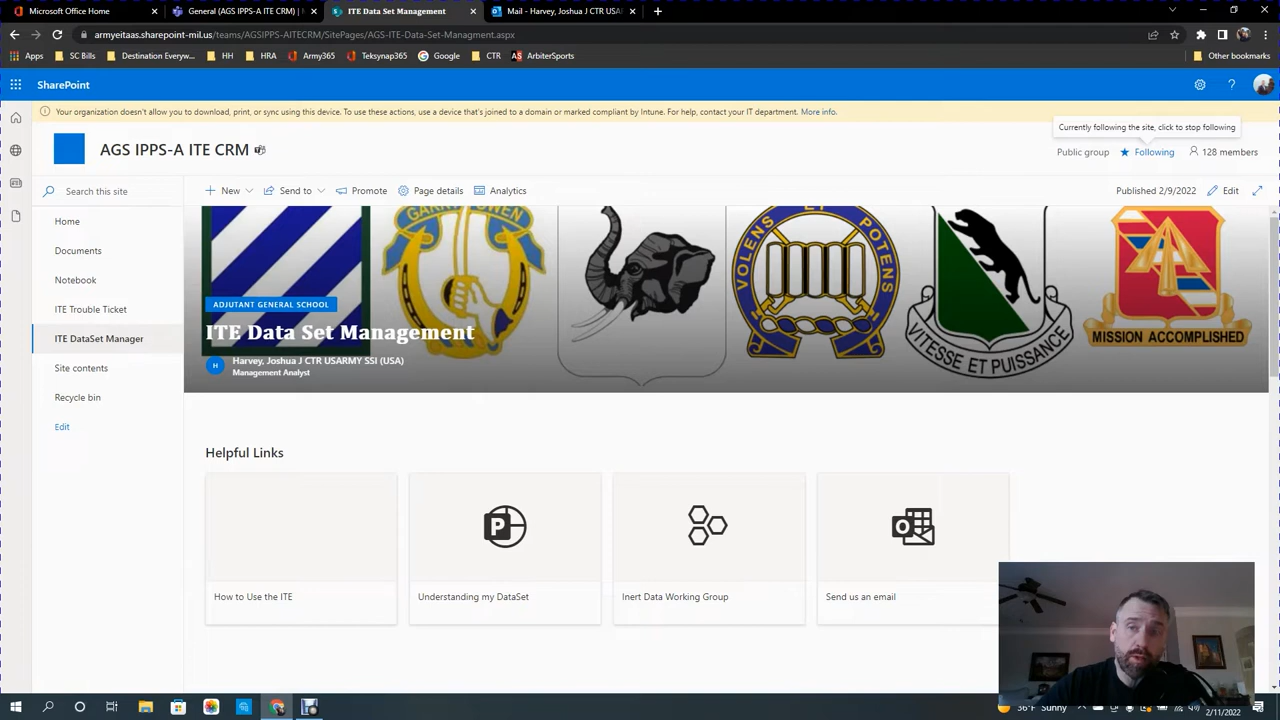 Microsoft Office Home
General (AGS IPPS-A ITE CRM) |
ITE Data Set Management
Mail - Harvey, Joshua J CTR USA
armyeitaas.sharepoint-mil.us/teams/AGSIPPS-AITECRM/SitePages/AGS-ITE-Data-Set-Managment.aspx
Apps
SC Bills
Destination Everyw...
HH
HRA
Army365
Teksynap365
Google
CTR
ArbiterSports
Other bookmarks
SharePoint
Your organization doesn't allow you to download, print, or sync using this device. To use these actions, use a device that's joined to a domain or marked compliant by Intune. For help, contact your IT department. More info.
Currently following the site, click to stop following
AGS IPPS-A ITE CRM
Public group
Following
128 members
Search this site
New
Send to
Promote
Page details
Analytics
Published 2/9/2022
Edit
Home
Documents
Notebook
ITE Trouble Ticket
ITE DataSet Manager
Site contents
Recycle bin
Edit
GARRY OWEN
VOLENS ET POTENS
VITESSE ET PUISSANCE
MISSION ACCOMPLISHED
ADJUTANT GENERAL SCHOOL
ITE Data Set Management
H
Harvey, Joshua J CTR USARMY SSI (USA)
Management Analyst
Helpful Links
How to Use the ITE
Understanding my DataSet
Inert Data Working Group
Send us an email
36°F Sunny
2/11/2022